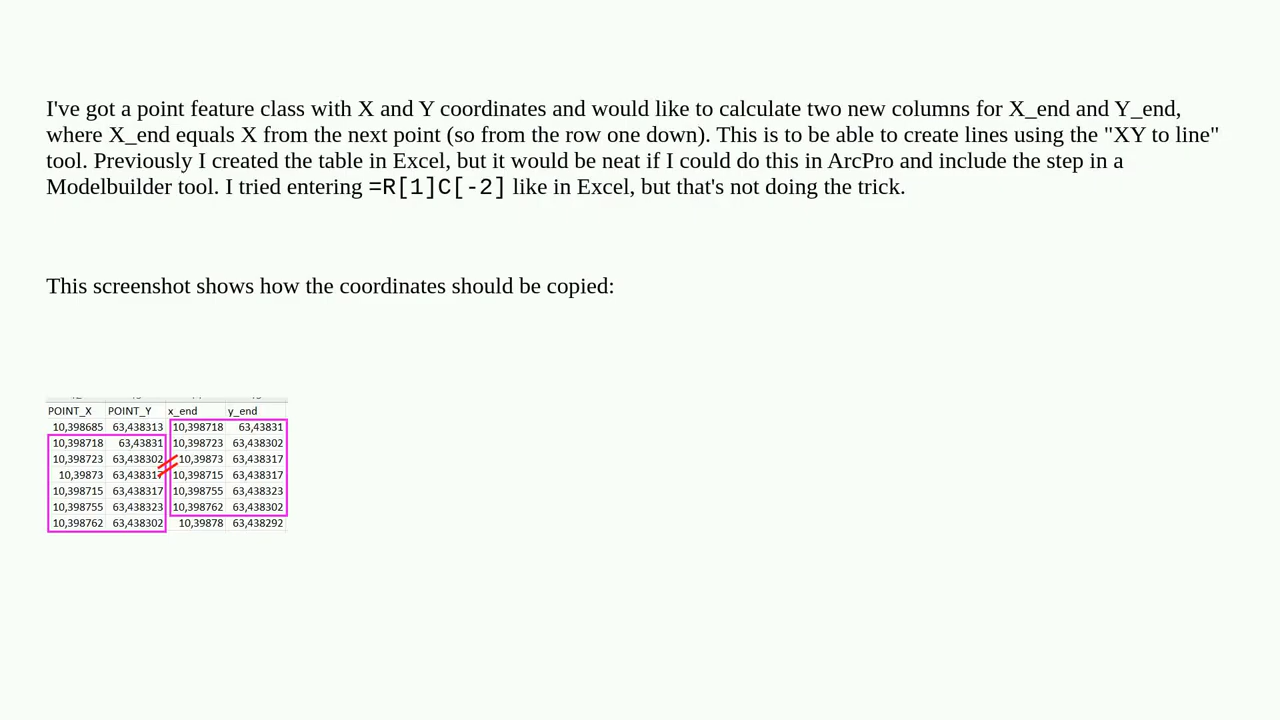 I've got a point feature class with X and Y coordinates and would like to calculate two new columns for X_end and Y_end,
where X_end equals X from the next point (so from the row one down). This is to be able to create lines using the "XY to line"
tool. Previously I created the table in Excel, but it would be neat if I could do this in ArcPro and include the step in a
Modelbuilder tool. I tried entering =R[1]C[-2] like in Excel, but that's not doing the trick.
This screenshot shows how the coordinates should be copied:
POINT_X POINT_Y x_end y_end
10,398685 63,438313 10,398718 63,43831
10,398718 63,43831 10,398723 63,438302
10,398723 63,438302 10,39873 63,438317
10,39873 63,438317 10,398715 63,438317
10,398715 63,438317 10,398755 63,438323
10,398755 63,438323 10,398762 63,438302
10,398762 63,438302 10,39878 63,438292